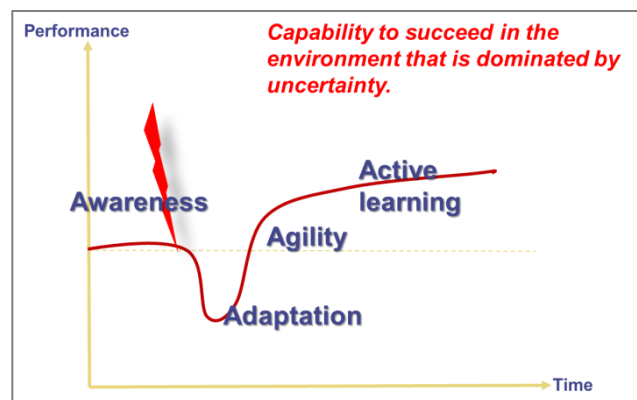 Performance
Capability to succeed in the
environment that is dominated by
uncertainty.
Active
learning
Awareness
Agility
Adaptation
Time